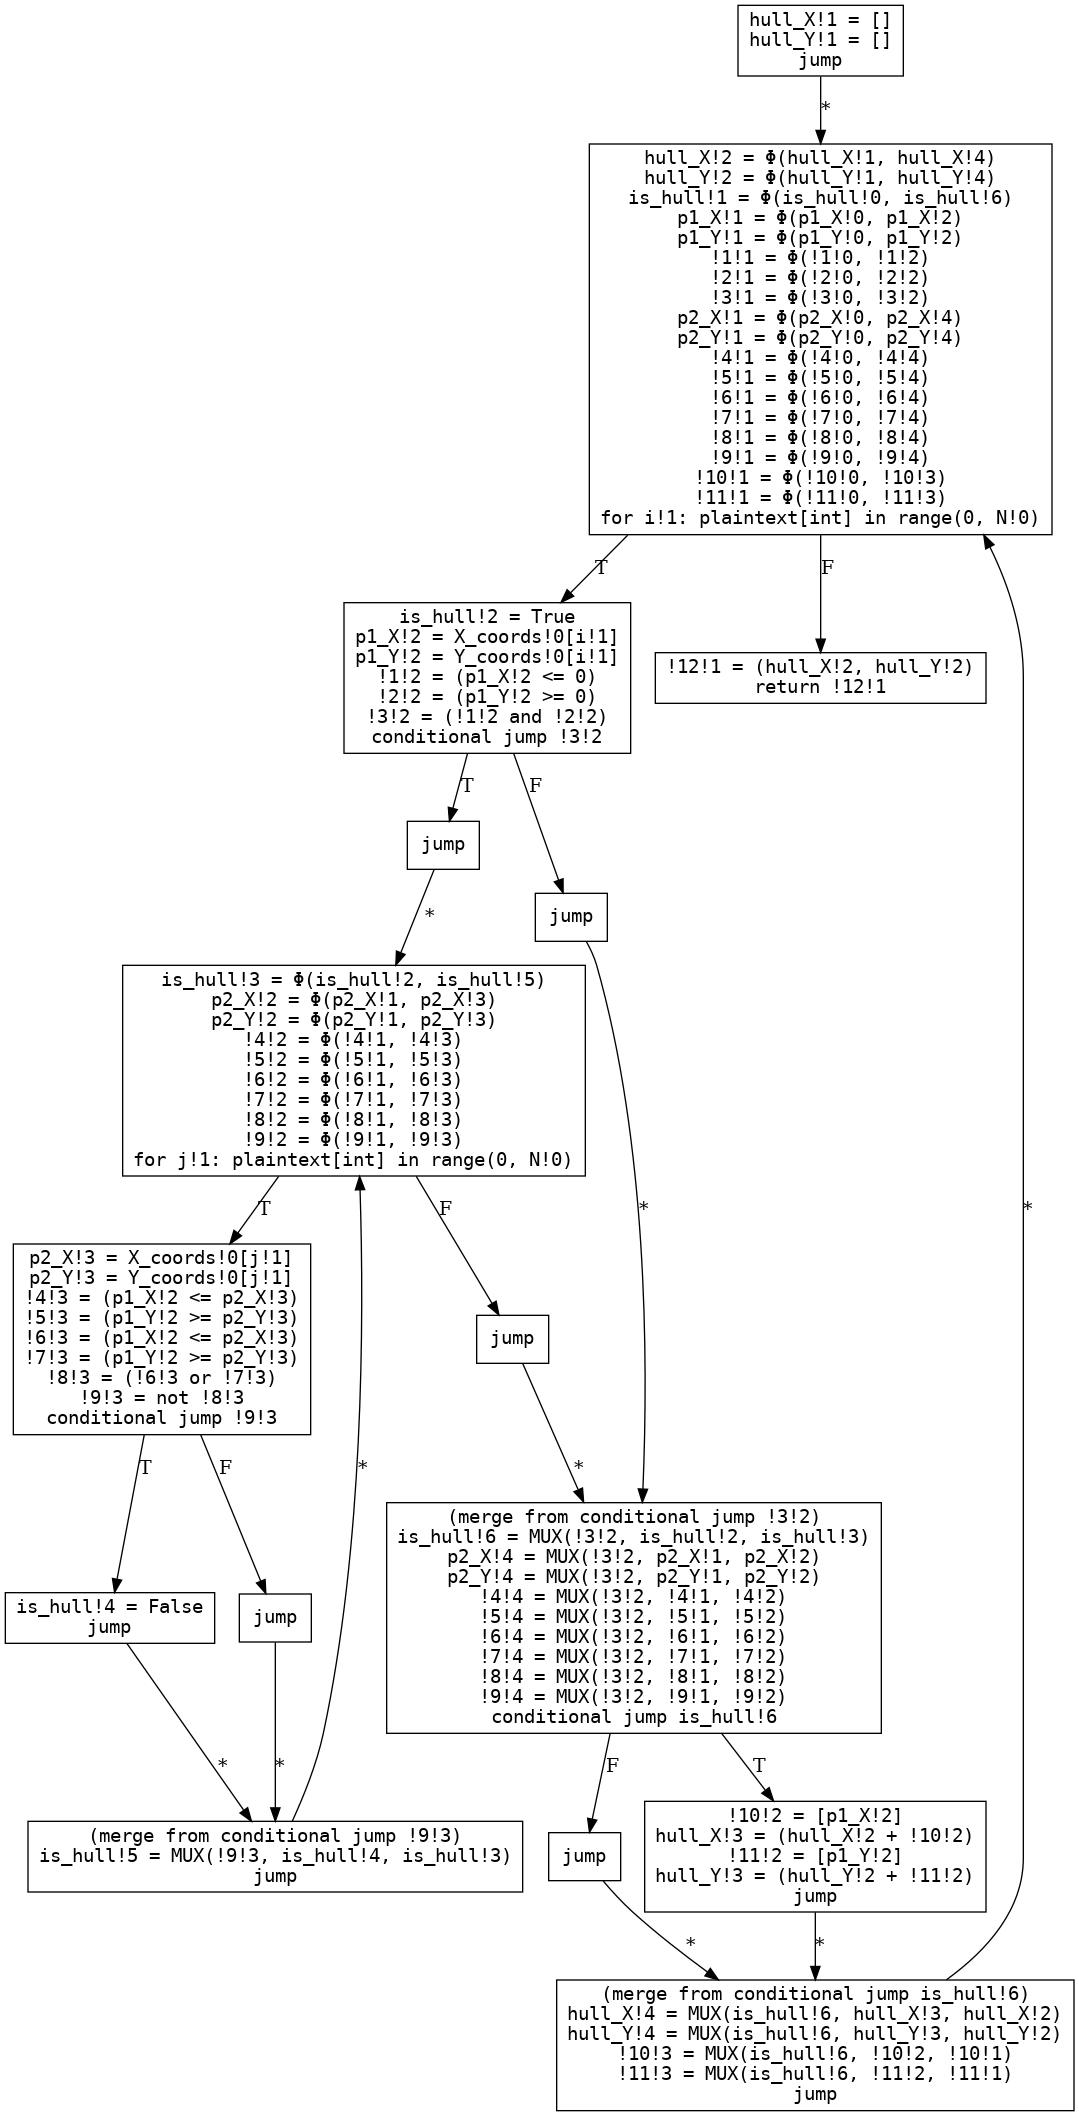 hull_X!1 = []
hull_Y!1 = []
jump
*
hull_X!2 = Φ(hull_X!1, hull_X!4)
hull_Y!2 = Φ(hull_Y!1, hull_Y!4)
is_hull!1 = Φ(is_hull!0, is_hull!6)
p1_X!1 = Φ(p1_X!0, p1_X!2)
p1_Y!1 = Φ(p1_Y!0, p1_Y!2)
!1!1 = Φ(!1!0, !1!2)
!2!1 = Φ(!2!0, !2!2)
!3!1 = Φ(!3!0, !3!2)
p2_X!1 = Φ(p2_X!0, p2_X!4)
p2_Y!1 = Φ(p2_Y!0, p2_Y!4)
!4!1 = Φ(!4!0, !4!4)
!5!1 = Φ(!5!0, !5!4)
!6!1 = Φ(!6!0, !6!4)
!7!1 = Φ(!7!0, !7!4)
!8!1 = Φ(!8!0, !8!4)
!9!1 = Φ(!9!0, !9!4)
!10!1 = Φ(!10!0, !10!3)
!11!1 = Φ(!11!0, !11!3)
for i!1: plaintext[int] in range(0, N!0)
T
F
is_hull!2 = True
p1_X!2 = X_coords!0[i!1]
p1_Y!2 = Y_coords!0[i!1]
!1!2 = (p1_X!2 <= 0)
!2!2 = (p1_Y!2 >= 0)
!3!2 = (!1!2 and !2!2)
conditional jump !3!2
!12!1 = (hull_X!2, hull_Y!2)
return !12!1
T
F
jump
jump
*
is_hull!3 = Φ(is_hull!2, is_hull!5)
p2_X!2 = Φ(p2_X!1, p2_X!3)
p2_Y!2 = Φ(p2_Y!1, p2_Y!3)
!4!2 = Φ(!4!1, !4!3)
!5!2 = Φ(!5!1, !5!3)
!6!2 = Φ(!6!1, !6!3)
!7!2 = Φ(!7!1, !7!3)
!8!2 = Φ(!8!1, !8!3)
!9!2 = Φ(!9!1, !9!3)
for j!1: plaintext[int] in range(0, N!0)
T
F
*
*
p2_X!3 = X_coords!0[j!1]
p2_Y!3 = Y_coords!0[j!1]
!4!3 = (p1_X!2 <= p2_X!3)
!5!3 = (p1_Y!2 >= p2_Y!3)
!6!3 = (p1_X!2 <= p2_X!3)
!7!3 = (p1_Y!2 >= p2_Y!3)
!8!3 = (!6!3 or !7!3)
!9!3 = not !8!3
conditional jump !9!3
jump
T
F
*
*
is_hull!4 = False
jump
jump
(merge from conditional jump !3!2)
is_hull!6 = MUX(!3!2, is_hull!2, is_hull!3)
p2_X!4 = MUX(!3!2, p2_X!1, p2_X!2)
p2_Y!4 = MUX(!3!2, p2_Y!1, p2_Y!2)
!4!4 = MUX(!3!2, !4!1, !4!2)
!5!4 = MUX(!3!2, !5!1, !5!2)
!6!4 = MUX(!3!2, !6!1, !6!2)
!7!4 = MUX(!3!2, !7!1, !7!2)
!8!4 = MUX(!3!2, !8!1, !8!2)
!9!4 = MUX(!3!2, !9!1, !9!2)
conditional jump is_hull!6
*
*
F
T
(merge from conditional jump !9!3)
is_hull!5 = MUX(!9!3, is_hull!4, is_hull!3)
jump
jump
!10!2 = [p1_X!2]
hull_X!3 = (hull_X!2 + !10!2)
!11!2 = [p1_Y!2]
hull_Y!3 = (hull_Y!2 + !11!2)
jump
*
*
(merge from conditional jump is_hull!6)
hull_X!4 = MUX(is_hull!6, hull_X!3, hull_X!2)
hull_Y!4 = MUX(is_hull!6, hull_Y!3, hull_Y!2)
!10!3 = MUX(is_hull!6, !10!2, !10!1)
!11!3 = MUX(is_hull!6, !11!2, !11!1)
jump